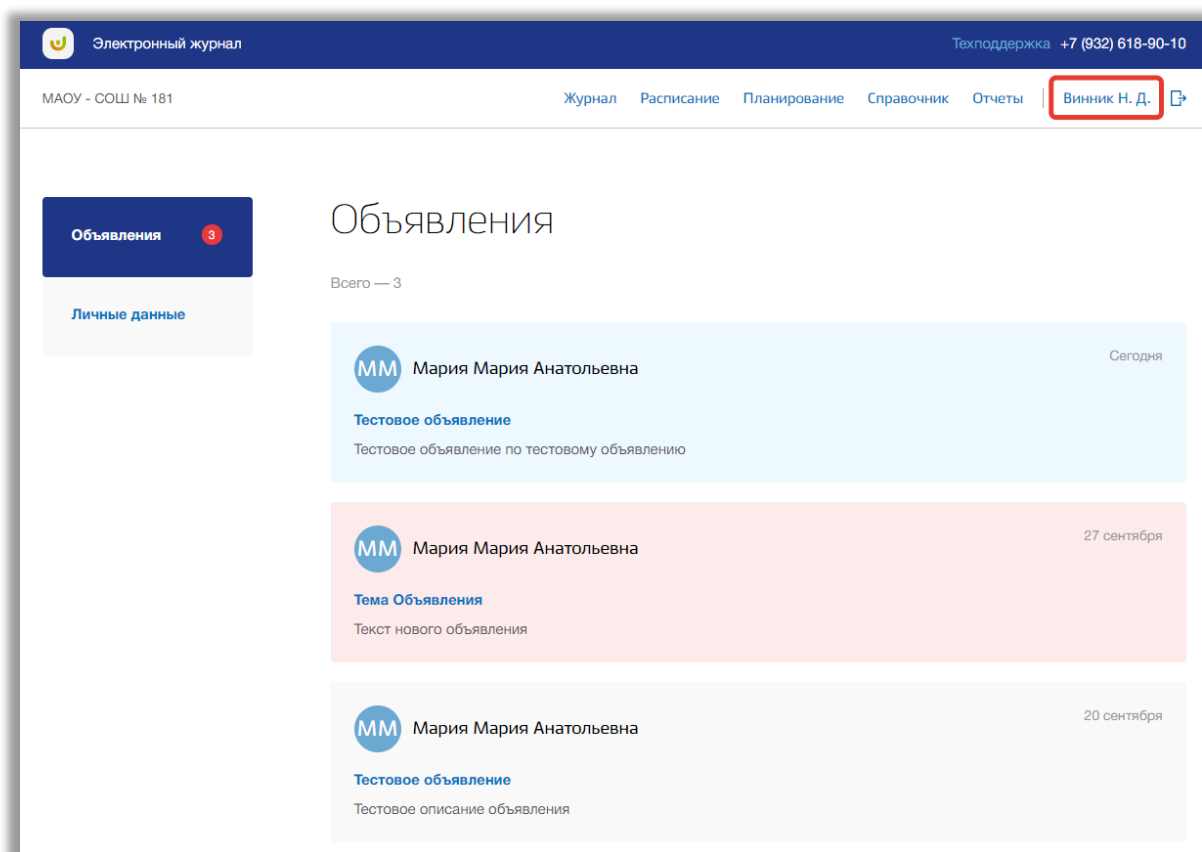 Электронный журнал
Техподдержка +7 (932) 618-90-10
МАОУ - СОШ № 181
Журнал Расписание Планирование Справочник Отчеты Винник Н. Д.
Объявления 3
Личные данные
Объявления
Всего — 3
ММ Мария Мария Анатольевна
Сегодня
Тестовое объявление
Тестовое объявление по тестовому объявлению
ММ Мария Мария Анатольевна
27 сентября
Тема Объявления
Текст нового объявления
ММ Мария Мария Анатольевна
20 сентября
Тестовое объявление
Тестовое описание объявления